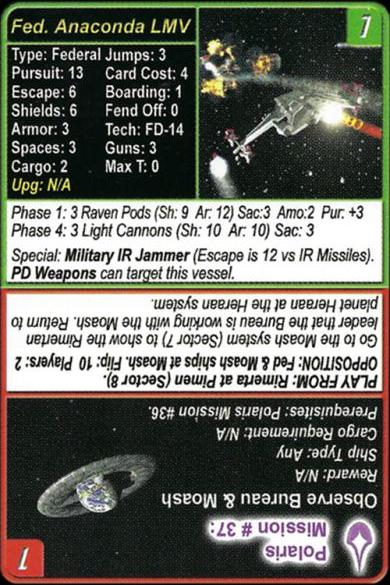 Fed. Anaconda LMV
1
Type: Federal Jumps: 3
Pursuit: 13 Card Cost: 4
Escape: 6 Boarding: 1
Shields: 6 Fend Off: 0
Armor: 3 Tech: FD-14
Spaces: 3 Guns: 3
Cargo: 2 Max T: 0
Upg: N/A
Phase 1: 3 Raven Pods (Sh: 9 Ar: 12) Sac:3 Amo:2 Pur: +3
Phase 4: 3 Light Cannons (Sh: 10 Ar: 10) Sac: 3
Special: Military IR Jammer (Escape is 12 vs IR Missiles).
PD Weapons can target this vessel.
1
Polaris
Mission # 37:
Observe Bureau & Moash
Reward: N/A
Ship Type: Any
Cargo Requirement: N/A
Prerequisites: Polaris Mission #36.
PLAY FROM: Rimerta at Pimen (Sector 8).
OPPOSITION: Fed & Moash ships at Moash. Flip: 10 Players: 2
Go to the Moash system (Sector 7) to show the Rimertan
leader that the Bureau is working with the Moash. Return to
planet Heraan at the Heraan system.